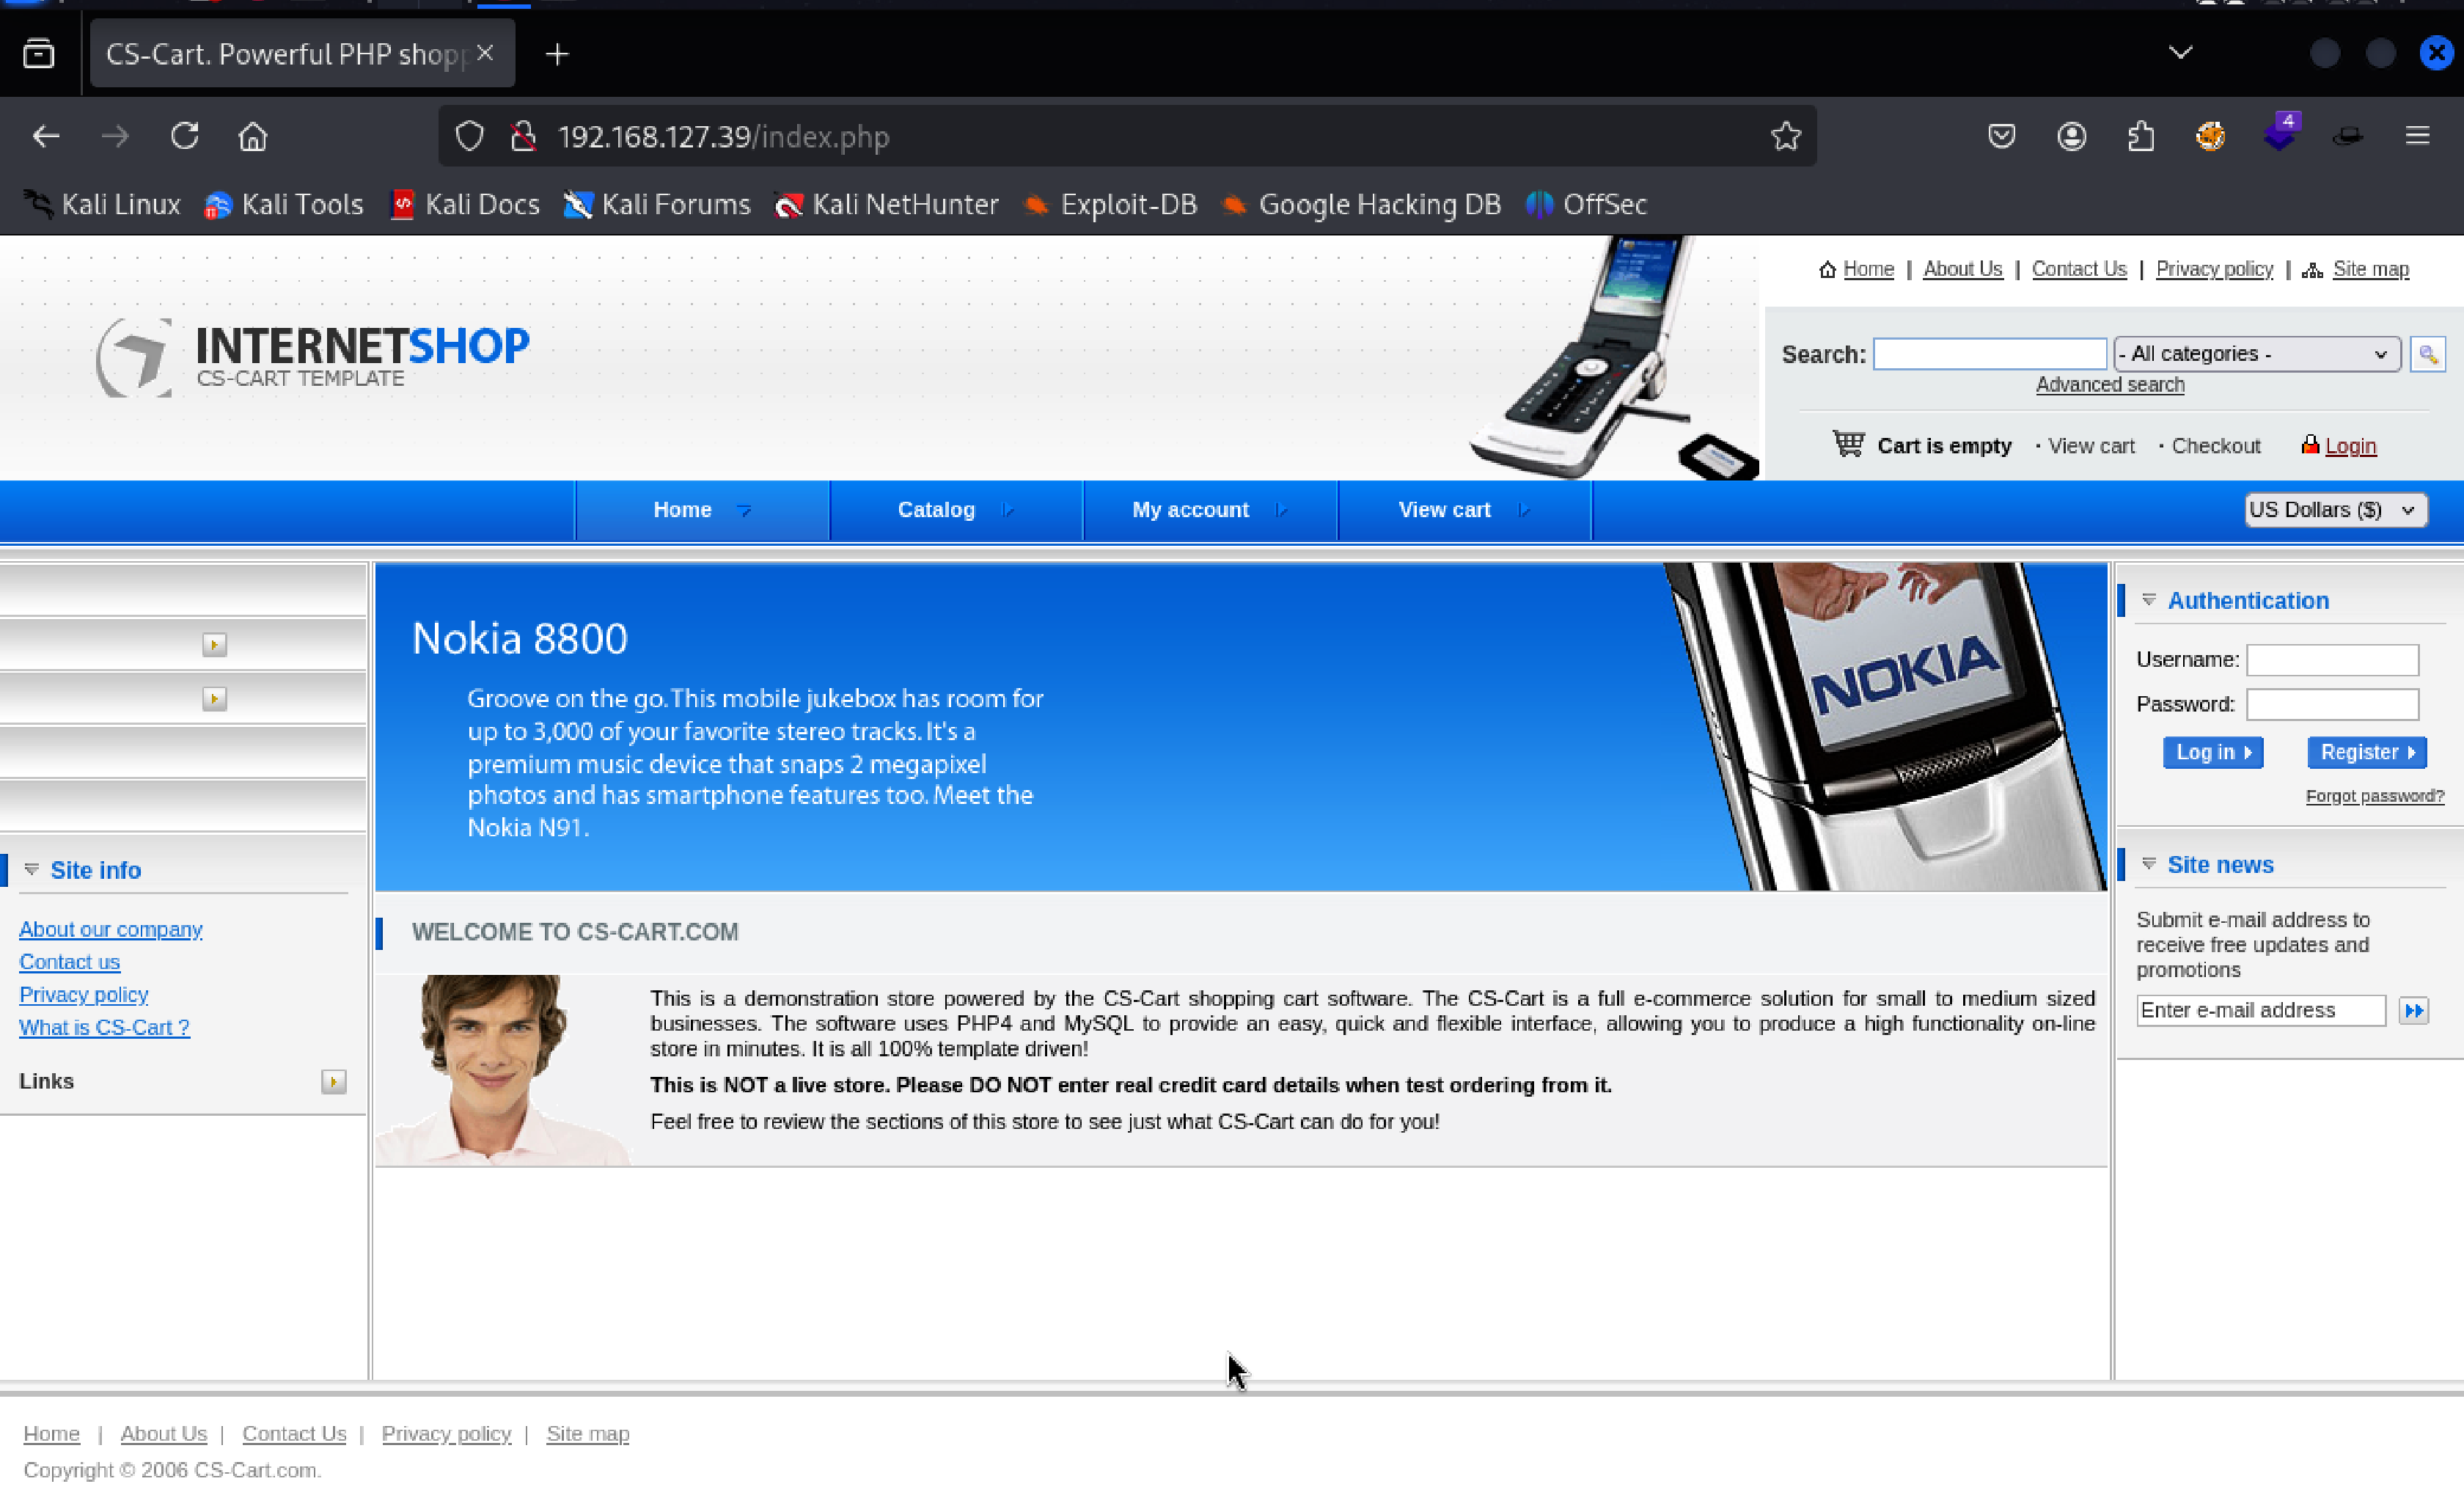 CS-Cart. Powerful PHP shopp
192.168.127.39/index.php
4
Kali Linux Kali Tools Kali Docs Kali Forums Kali NetHunter Exploit-DB Google Hacking DB OffSec
Home | About Us | Contact Us | Privacy policy | Site map
INTERNETSHOP
CS-CART TEMPLATE
Search: - All categories -
Advanced search
Cart is empty · View cart · Checkout Login
Home Catalog My account View cart US Dollars ($)
Nokia 8800
Groove on the go. This mobile jukebox has room for
up to 3,000 of your favorite stereo tracks. It's a
premium music device that snaps 2 megapixel
photos and has smartphone features too. Meet the
Nokia N91.
NOKIA
Authentication
Username:
Password:
Log in Register
Forgot password?
Site info
About our company
Contact us
Privacy policy
What is CS-Cart ?
Links
WELCOME TO CS-CART.COM
This is a demonstration store powered by the CS-Cart shopping cart software. The CS-Cart is a full e-commerce solution for small to medium sized
businesses. The software uses PHP4 and MySQL to provide an easy, quick and flexible interface, allowing you to produce a high functionality on-line
store in minutes. It is all 100% template driven!
This is NOT a live store. Please DO NOT enter real credit card details when test ordering from it.
Feel free to review the sections of this store to see just what CS-Cart can do for you!
Site news
Submit e-mail address to
receive free updates and
promotions
Enter e-mail address
Home | About Us | Contact Us | Privacy policy | Site map
Copyright © 2006 CS-Cart.com.